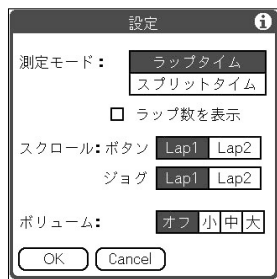 設定
測定モード: ラップタイム
スプリットタイム
ラップ数を表示
スクロール:ボタン Lap1 Lap2
ジョグ Lap1 Lap2
ボリューム: オフ 小 中 大
OK Cancel